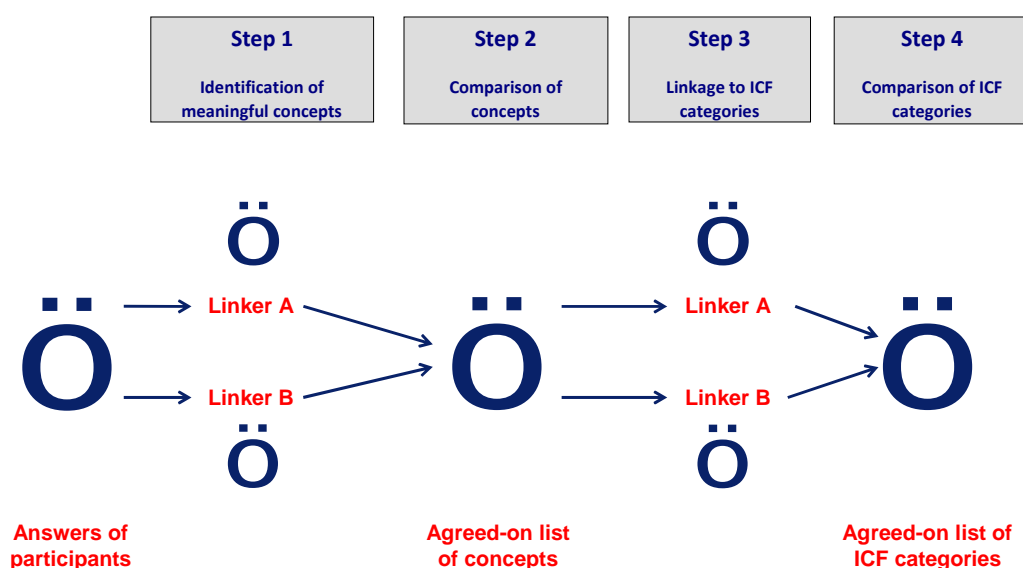 Step 1
Identification of
meaningful concepts
Step 2
Comparison of
concepts
Step 3
Linkage to ICF
categories
Step 4
Comparison of ICF
categories
ö
ö
Linker A
Linker A
Ö
Ö
Ö
Linker B
Linker B
ö
ö
Answers of
participants
Agreed-on list
of concepts
Agreed-on list of
ICF categories